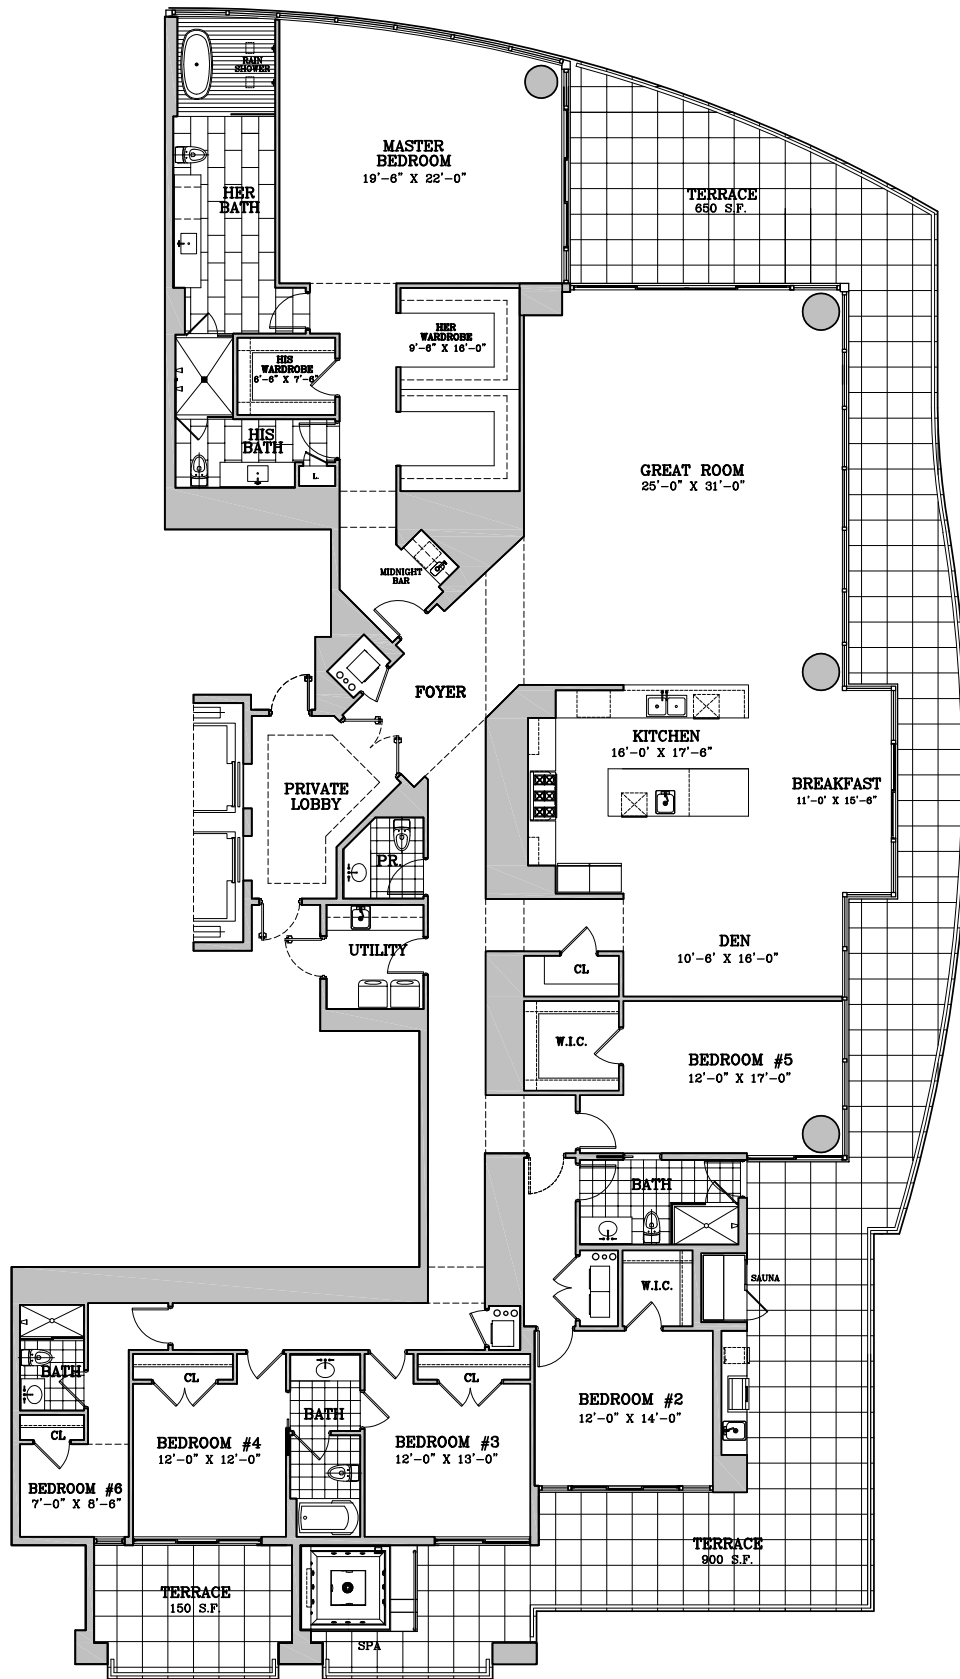 RAIN
SHOWER
MASTER
BEDROOM
19'-6" X 22'-0"
HER
BATH
TERRACE
650 S.F.
HER
WARDROBE
9'-6" X 16'-0"
HIS
WARDROBE
6'-6" X 7'-6"
HIS
BATH
L.
GREAT ROOM
25'-0" X 31'-0"
MIDNIGHT
BAR
FOYER
KITCHEN
16'-0' X 17'-6"
PRIVATE
LOBBY
BREAKFAST
11'-0' X 15'-6"
PR.
UTILITY
DEN
10'-6' X 16'-0"
CL
W.I.C.
BEDROOM #5
12'-0" X 17'-0"
BATH
W.I.C.
SAUNA
BATH
CL
CL
BEDROOM #2
12'-0" X 14'-0"
BATH
CL
BEDROOM #4
12'-0" X 12'-0"
BEDROOM #3
12'-0" X 13'-0"
BEDROOM #6
7'-0" X 8'-6"
TERRACE
900 S.F.
TERRACE
150 S.F.
SPA